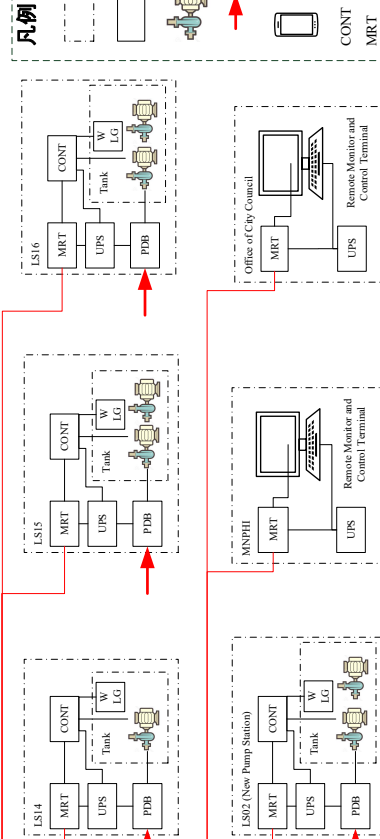 凡例
CONT
MRT
LS16
CONT
W
LG
Tank
MRT
UPS
PDB
LS15
CONT
W
LG
Tank
MRT
UPS
PDB
LS14
CONT
W
LG
Tank
MRT
UPS
PDB
Office of City Council
MRT
UPS
Remote Monitor and
Control Terminal
MNPHI
MRT
UPS
Remote Monitor and
Control Terminal
LS02 (New Pump Station)
CONT
W
LG
Tank
MRT
UPS
PDB